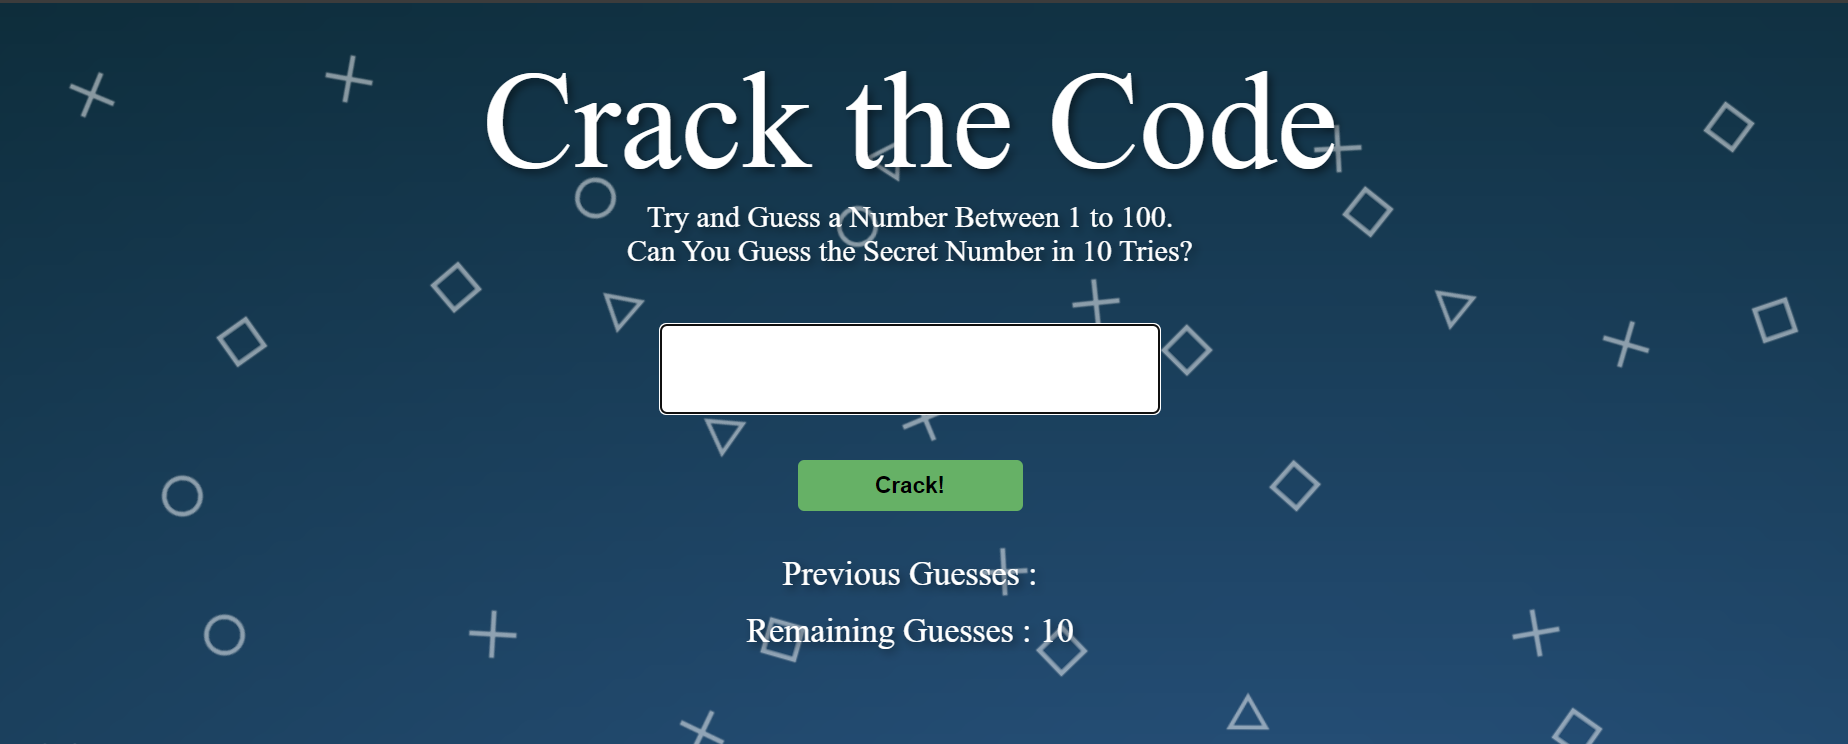 Crack the Code
Try and Guess a Number Between 1 to 100.
Can You Guess the Secret Number in 10 Tries?
Crack!
Previous Guesses :
Remaining Guesses : 10